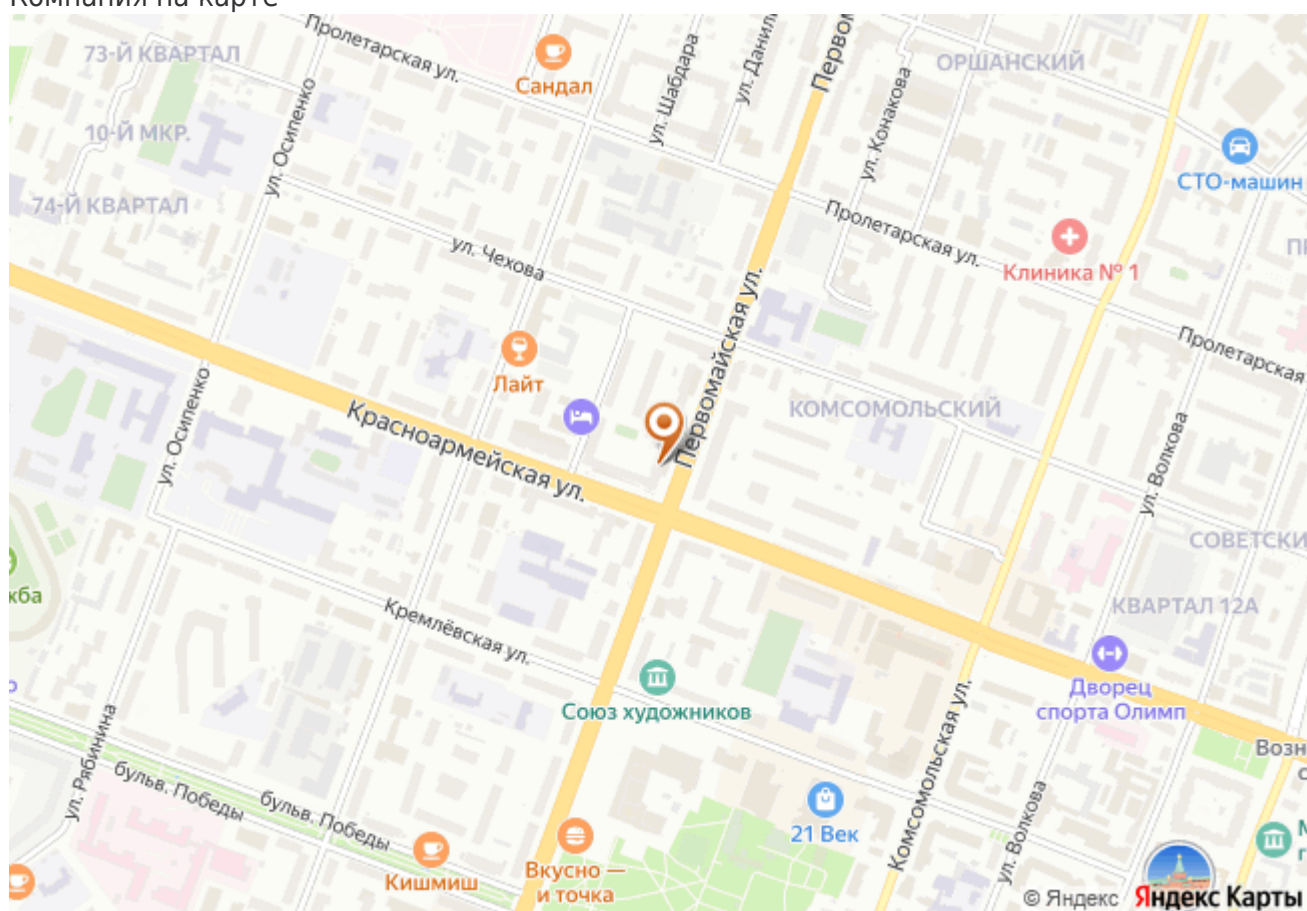 Компания на карте
Пролетарская ул.
73-Й КВАРТАЛ
Сандал
ул. Шабдара
ул. Данил
Первом
ОРШАНСКИЙ
ул. Конакова
10-Й МКР.
ул. Осипенко
СТО-машин
74-Й КВАРТАЛ
Пролетарская ул.
Клиника № 1
ул. Чехова
Первомайская ул.
Пролетарская
Лайт
ул. Осипенко
Красноармейская ул.
КОМСОМОЛЬСКИЙ
ул. Волкова
СОВЕТСКИ
жба
КВАРТАЛ 12А
Кремлёвская ул.
Союз художников
Дворец
спорта Олимп
Комсомольская ул.
ул. Рябинина
бульв. Победы
бульв. Победы
Возн
с
21 Век
ул. Волкова
М
г
Кишмиш
Вкусно —
и точка
© Яндекс Яндекс Карты